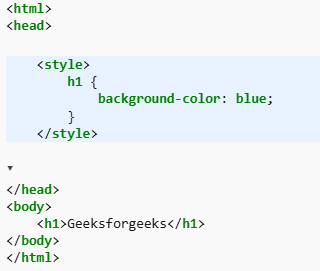 <html>
<head>
<style>
h1 {
background-color: blue;
}
</style>
</head>
<body>
<h1>Geeksforgeeks</h1>
</body>
</html>